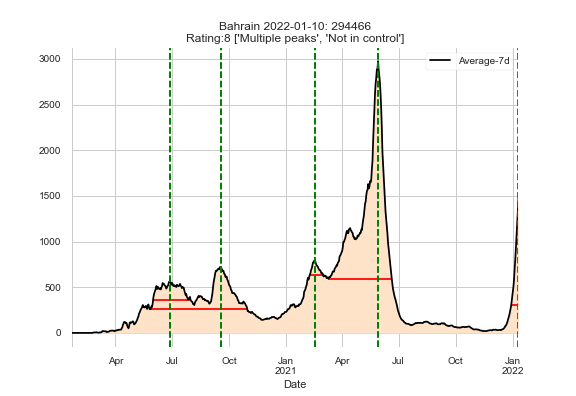 Bahrain 2022-01-10: 294466
Rating:8 ['Multiple peaks', 'Not in control']
Average-7d
3000
2500
2000
1500
1000
500
0
Apr Jul Oct Jan Apr Jul Oct Jan
2021 2022
Date